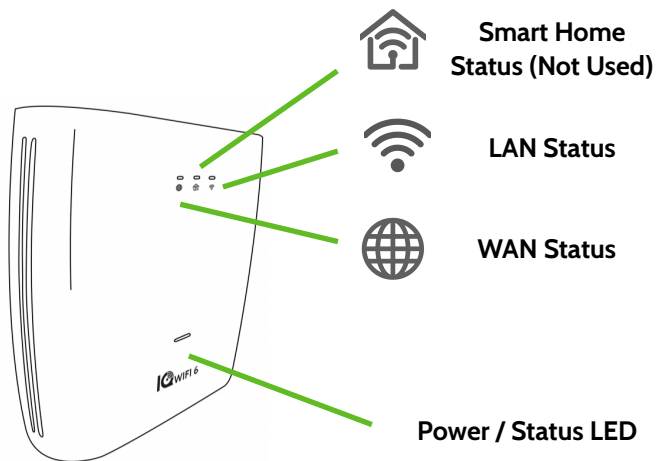 Smart Home
Status (Not Used)
LAN Status
WAN Status
IQ WIFI 6
Power / Status LED